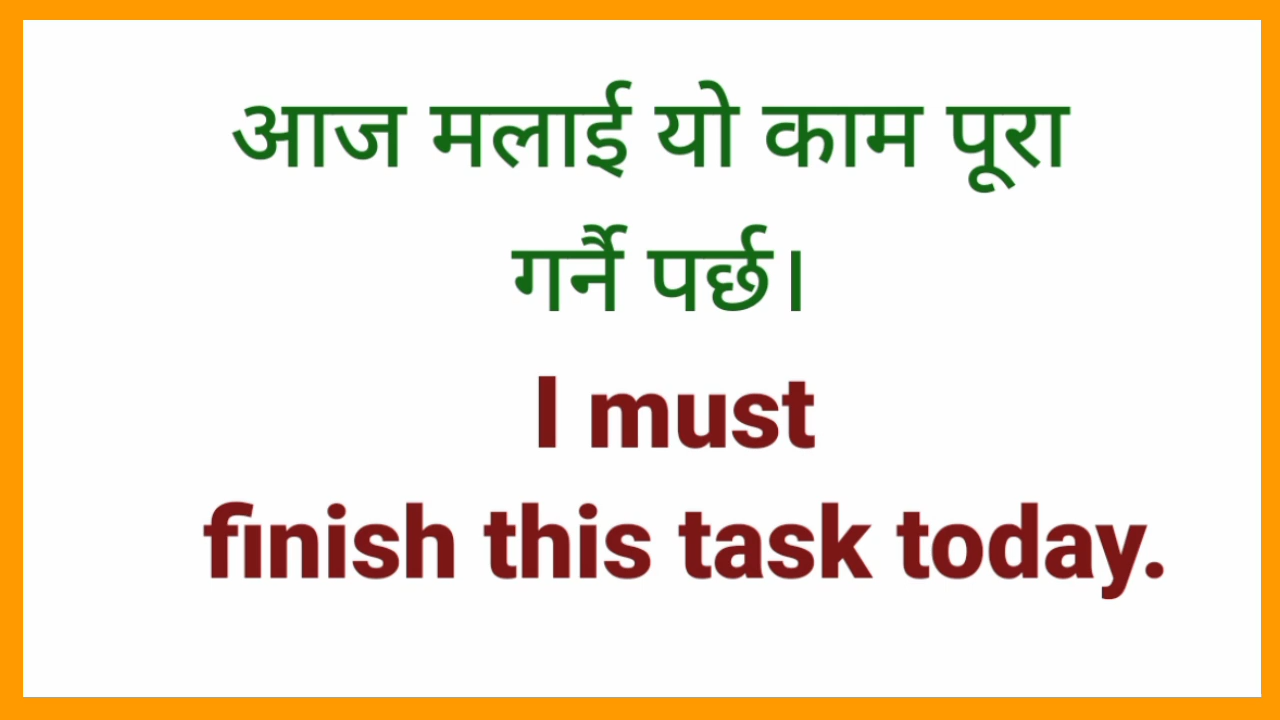 आज मलाई यो काम पूरा
गर्नै पर्छ।
I must
finish this task today.